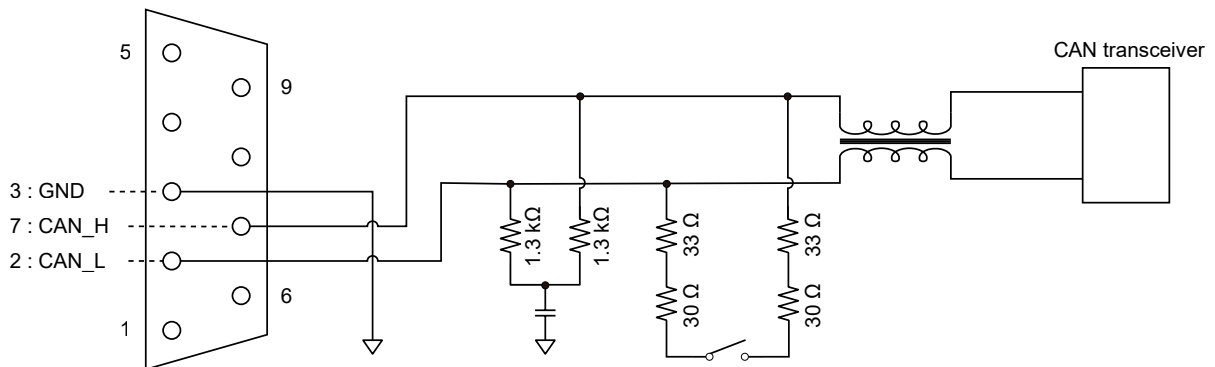 CAN transceiver
5
9
3 : GND
7 : CAN_H
2 : CAN_L
6
1
1.3 kΩ
1.3 kΩ
33 Ω
33 Ω
30 Ω
30 Ω